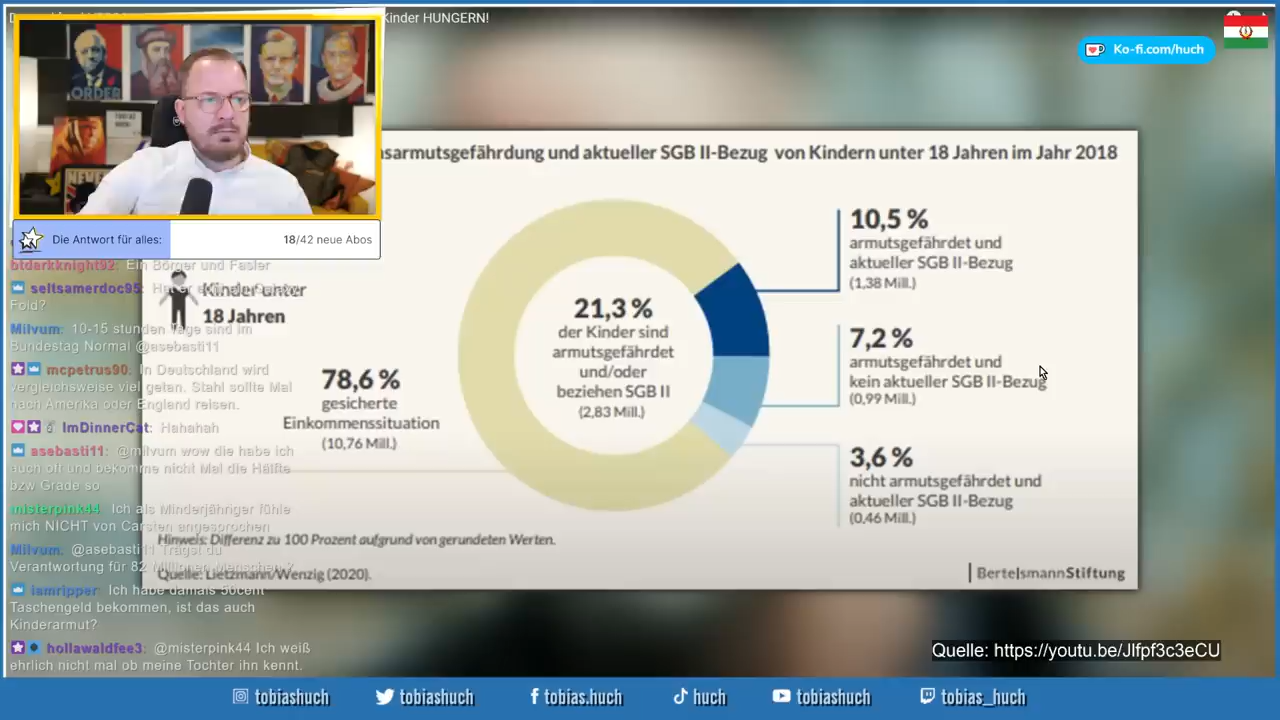 Kinder HUNGERN!
Ko-fi.com/huch
ORDER
NEVER
Die Antwort für alles:
18/42 neue Abos
btdarkknight92: Ein Börger und Fasler
seltsamerdoc95:
Fold?
Milvum: 10-15 stunden Tage sind im
Bundestag Normal @asebasti11
mcpetrus90: In Deutschland wird
vergleichsweise viel getan. Stahl sollte Mal
nach Amerika oder England reisen.
ImDinnerCat: Hahahah
asebasti11: @milvum wow die habe ich
auch oft und bekomme nicht Mel die Hälfte
bzw Grade so
misterpink44: Ich als Minderjähriger fühle
mich NICHT von Carsten angesprochen
Milvum: @asebasti11 Trägst du
Verantwortung für 82 Millionen Menschen ?
iamripper: Ich habe damals 50cent
Taschengeld bekommen, ist das auch
Kinderarmut?
hollawaldfee3: @misterpink44 Ich weiß
ehrlich nicht mal ob meine Tochter ihn kennt.
und aktueller SGB II-Bezug von Kindern unter 18 Jahren im Jahr 2018
Kinder unter
18 Jahren
78,6 %
gesicherte
Einkommenssituation
(10,76 Mill.)
21,3 %
der Kinder sind
armutsgefährdet
und/oder
beziehen SGB II
(2,83 Mill.)
10,5 %
armutsgefährdet und
aktueller SGB II-Bezug
(1,38 Mill.)
7,2 %
armutsgefährdet und
kein aktueller SGB II-Bezug
(0,99 Mill.)
3,6 %
nicht armutsgefährdet und
aktueller SGB II-Bezug
(0,46 Mill.)
Hinweis: Differenz zu 100 Prozent aufgrund von gerundeten Werten.
Quelle: Lietzmann/Wenzig (2020).
BertelsmannStiftung
Quelle: https://youtu.be/JIfpf3c3eCU
tobiashuch
tobiashuch
tobias.huch
huch
tobiashuch
tobias_huch